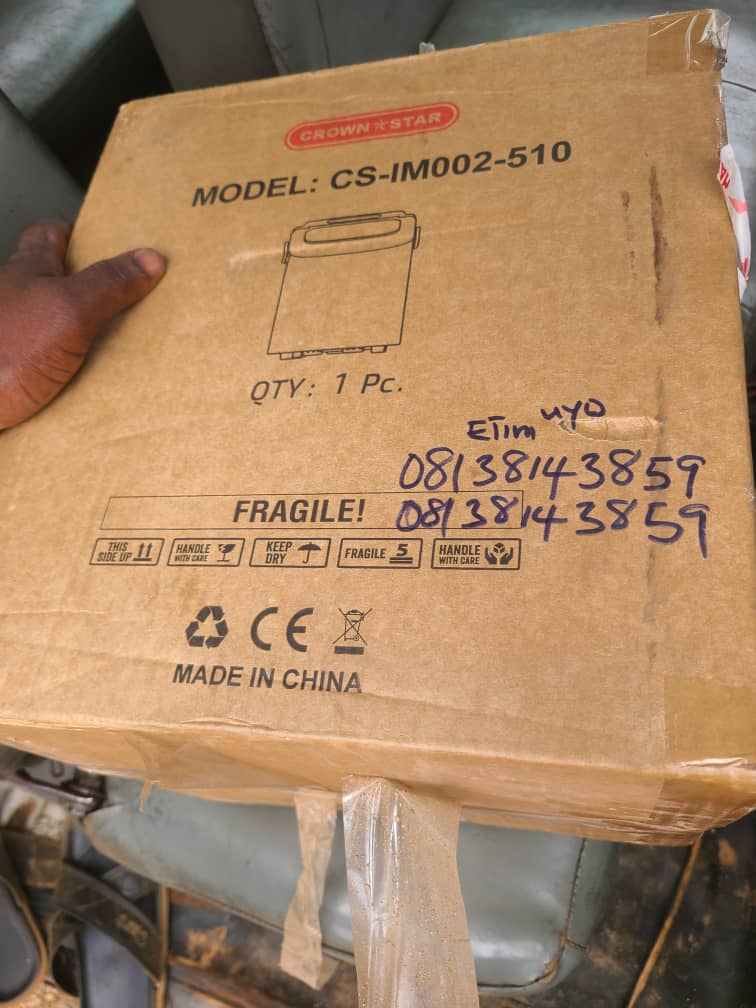 CROWN☆STAR
MODEL: CS-IM002-510
QTY: 1 Pc.
Etim uyo
08138143859
FRAGILE! 08138143859
THIS SIDE UP
HANDLE WITH CARE
KEEP DRY
FRAGILE 5
HANDLE WITH CARE
CE
MADE IN CHINA